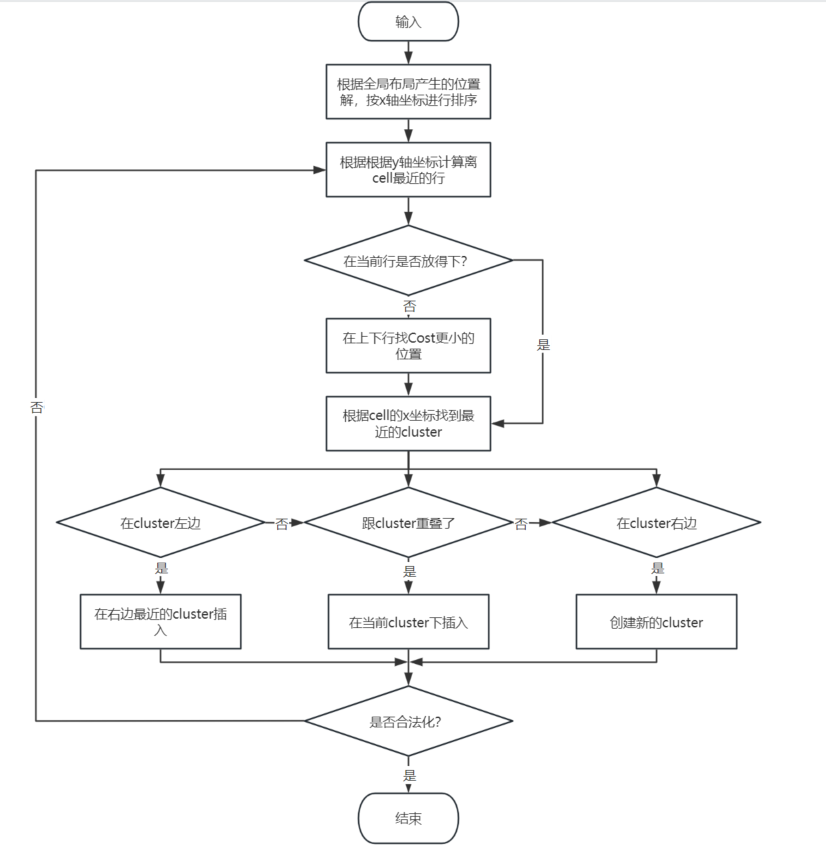 输入
根据全局布局产生的位置
解，按x轴坐标进行排序
根据根据y轴坐标计算离
cell最近的行
在当前行是否放得下?
否
是
在上下行找Cost更小的
位置
根据cell的x坐标找到最
近的cluster
否
在cluster左边
否
跟cluster重叠了
否
在cluster右边
是
是
是
在右边最近的cluster插
入
在当前cluster下插入
创建新的cluster
是否合法化?
是
结束